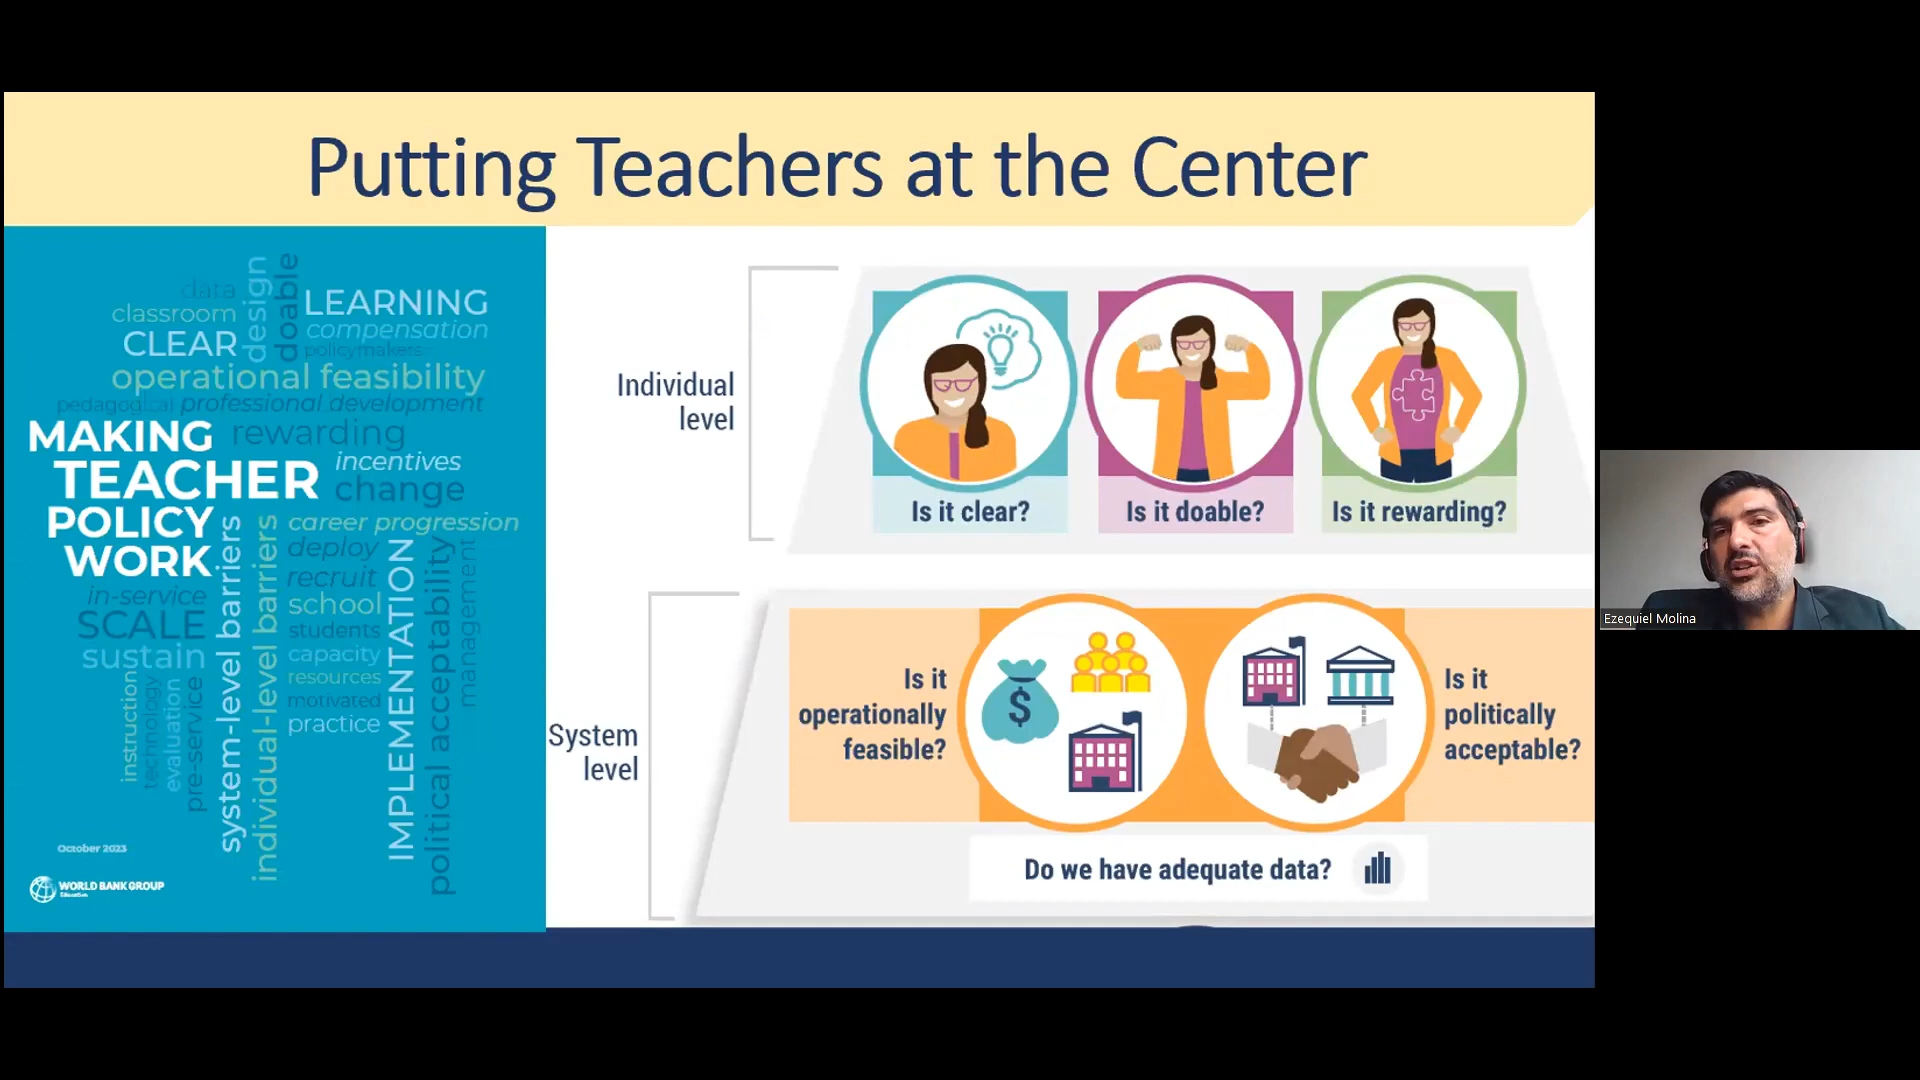 Putting Teachers at the Center
data
classroom
CLEAR
design
doable
LEARNING
compensation
policymakers
operational feasibility
pedagogical professional development
MAKING
TEACHER
POLICY
WORK
rewarding
incentives
change
career progression
deploy
recruit
school
students
capacity
resources
motivated
practice
in-service
SCALE
sustain
instruction
technology
evaluation
pre-service
system-level barriers
individual-level barriers
IMPLEMENTATION
political acceptability
management
October 2023
WORLD BANK GROUP
Education
Individual
level
Is it clear?
Is it doable?
Is it rewarding?
System
level
Is it
operationally
feasible?
$
Is it
politically
acceptable?
Do we have adequate data?
Ezequiel Molina